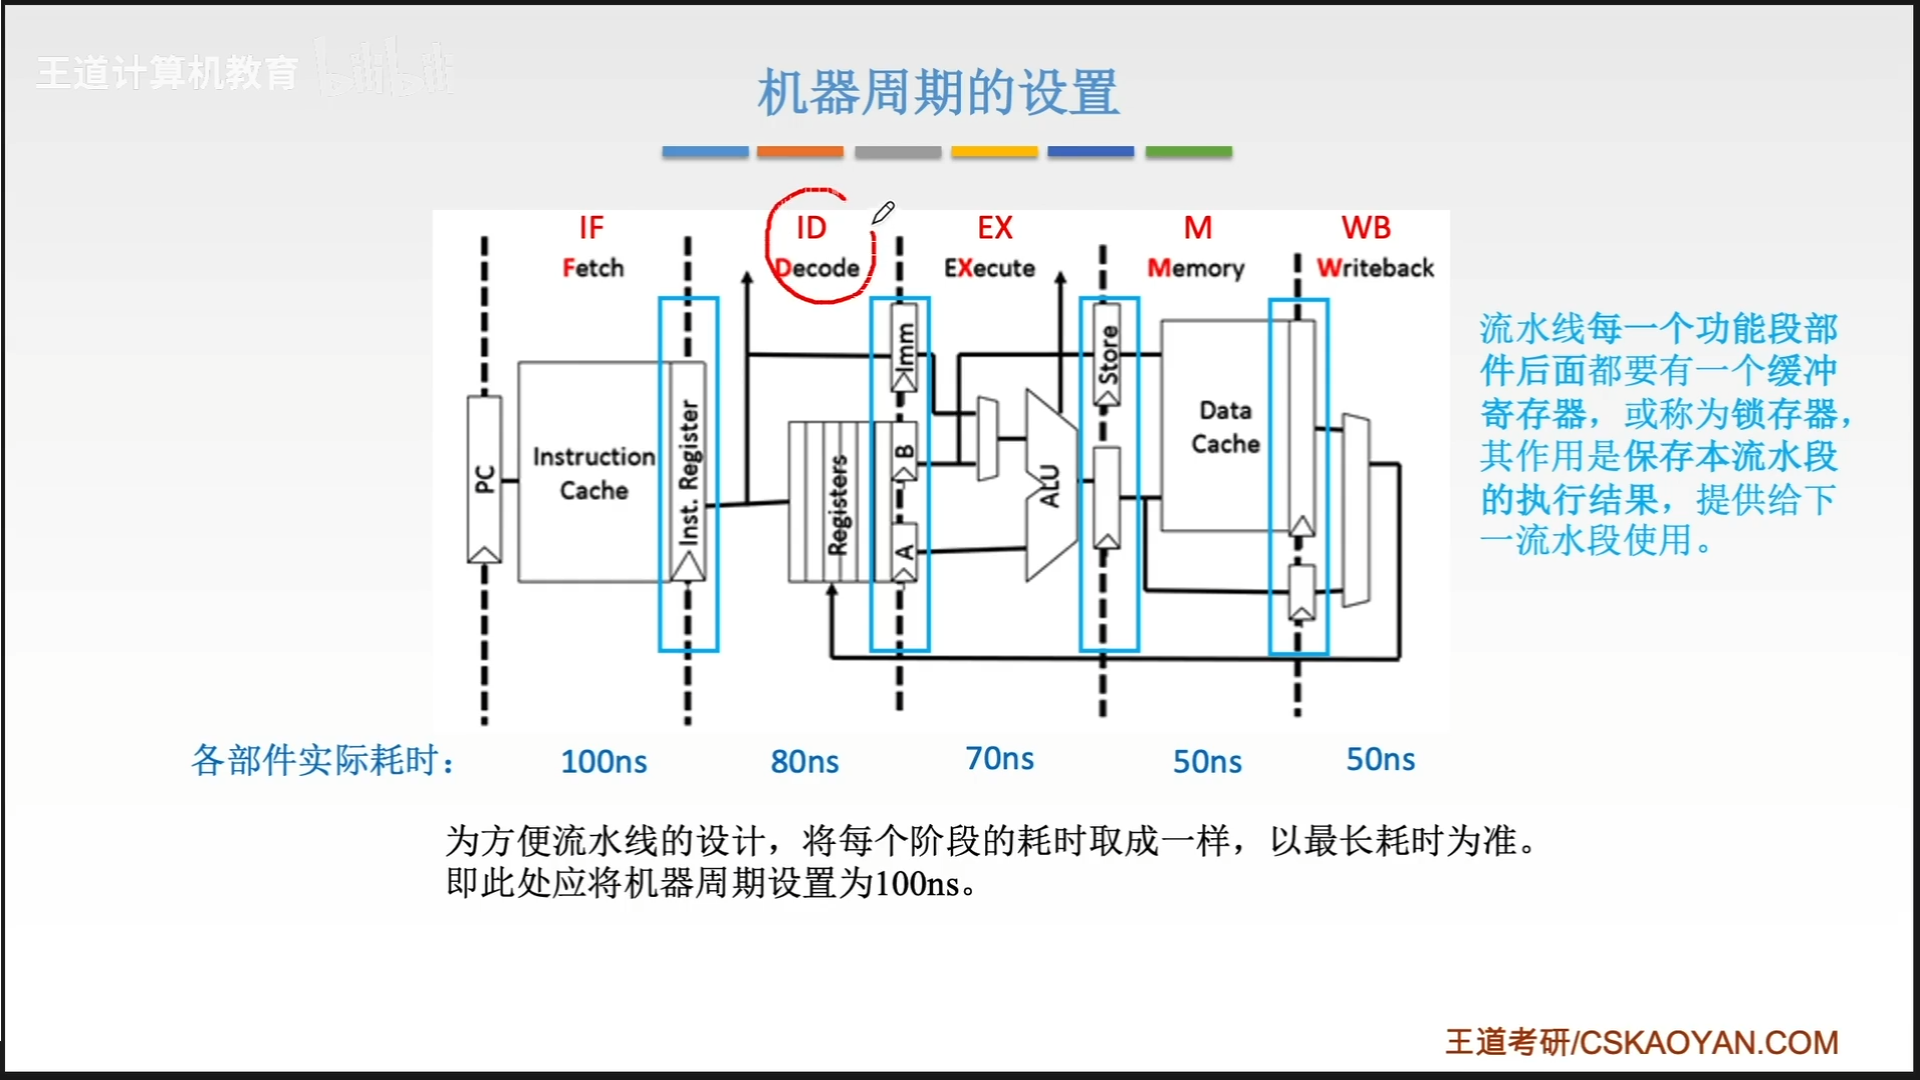 王道计算机教育 bilibili
机器周期的设置
IF
ID
EX
M
WB
Fetch
Decode
EXecute
Memory
Writeback
PC
Instruction
Cache
Inst. Register
Registers
Imm
B
A
ALU
Store
Data
Cache
流水线每一个功能段部
件后面都要有一个缓冲
寄存器，或称为锁存器，
其作用是保存本流水段
的执行结果，提供给下
一流水段使用。
各部件实际耗时：
100ns
80ns
70ns
50ns
50ns
为方便流水线的设计，将每个阶段的耗时取成一样，以最长耗时为准。
即此处应将机器周期设置为100ns。
王道考研/CSKAOYAN.COM